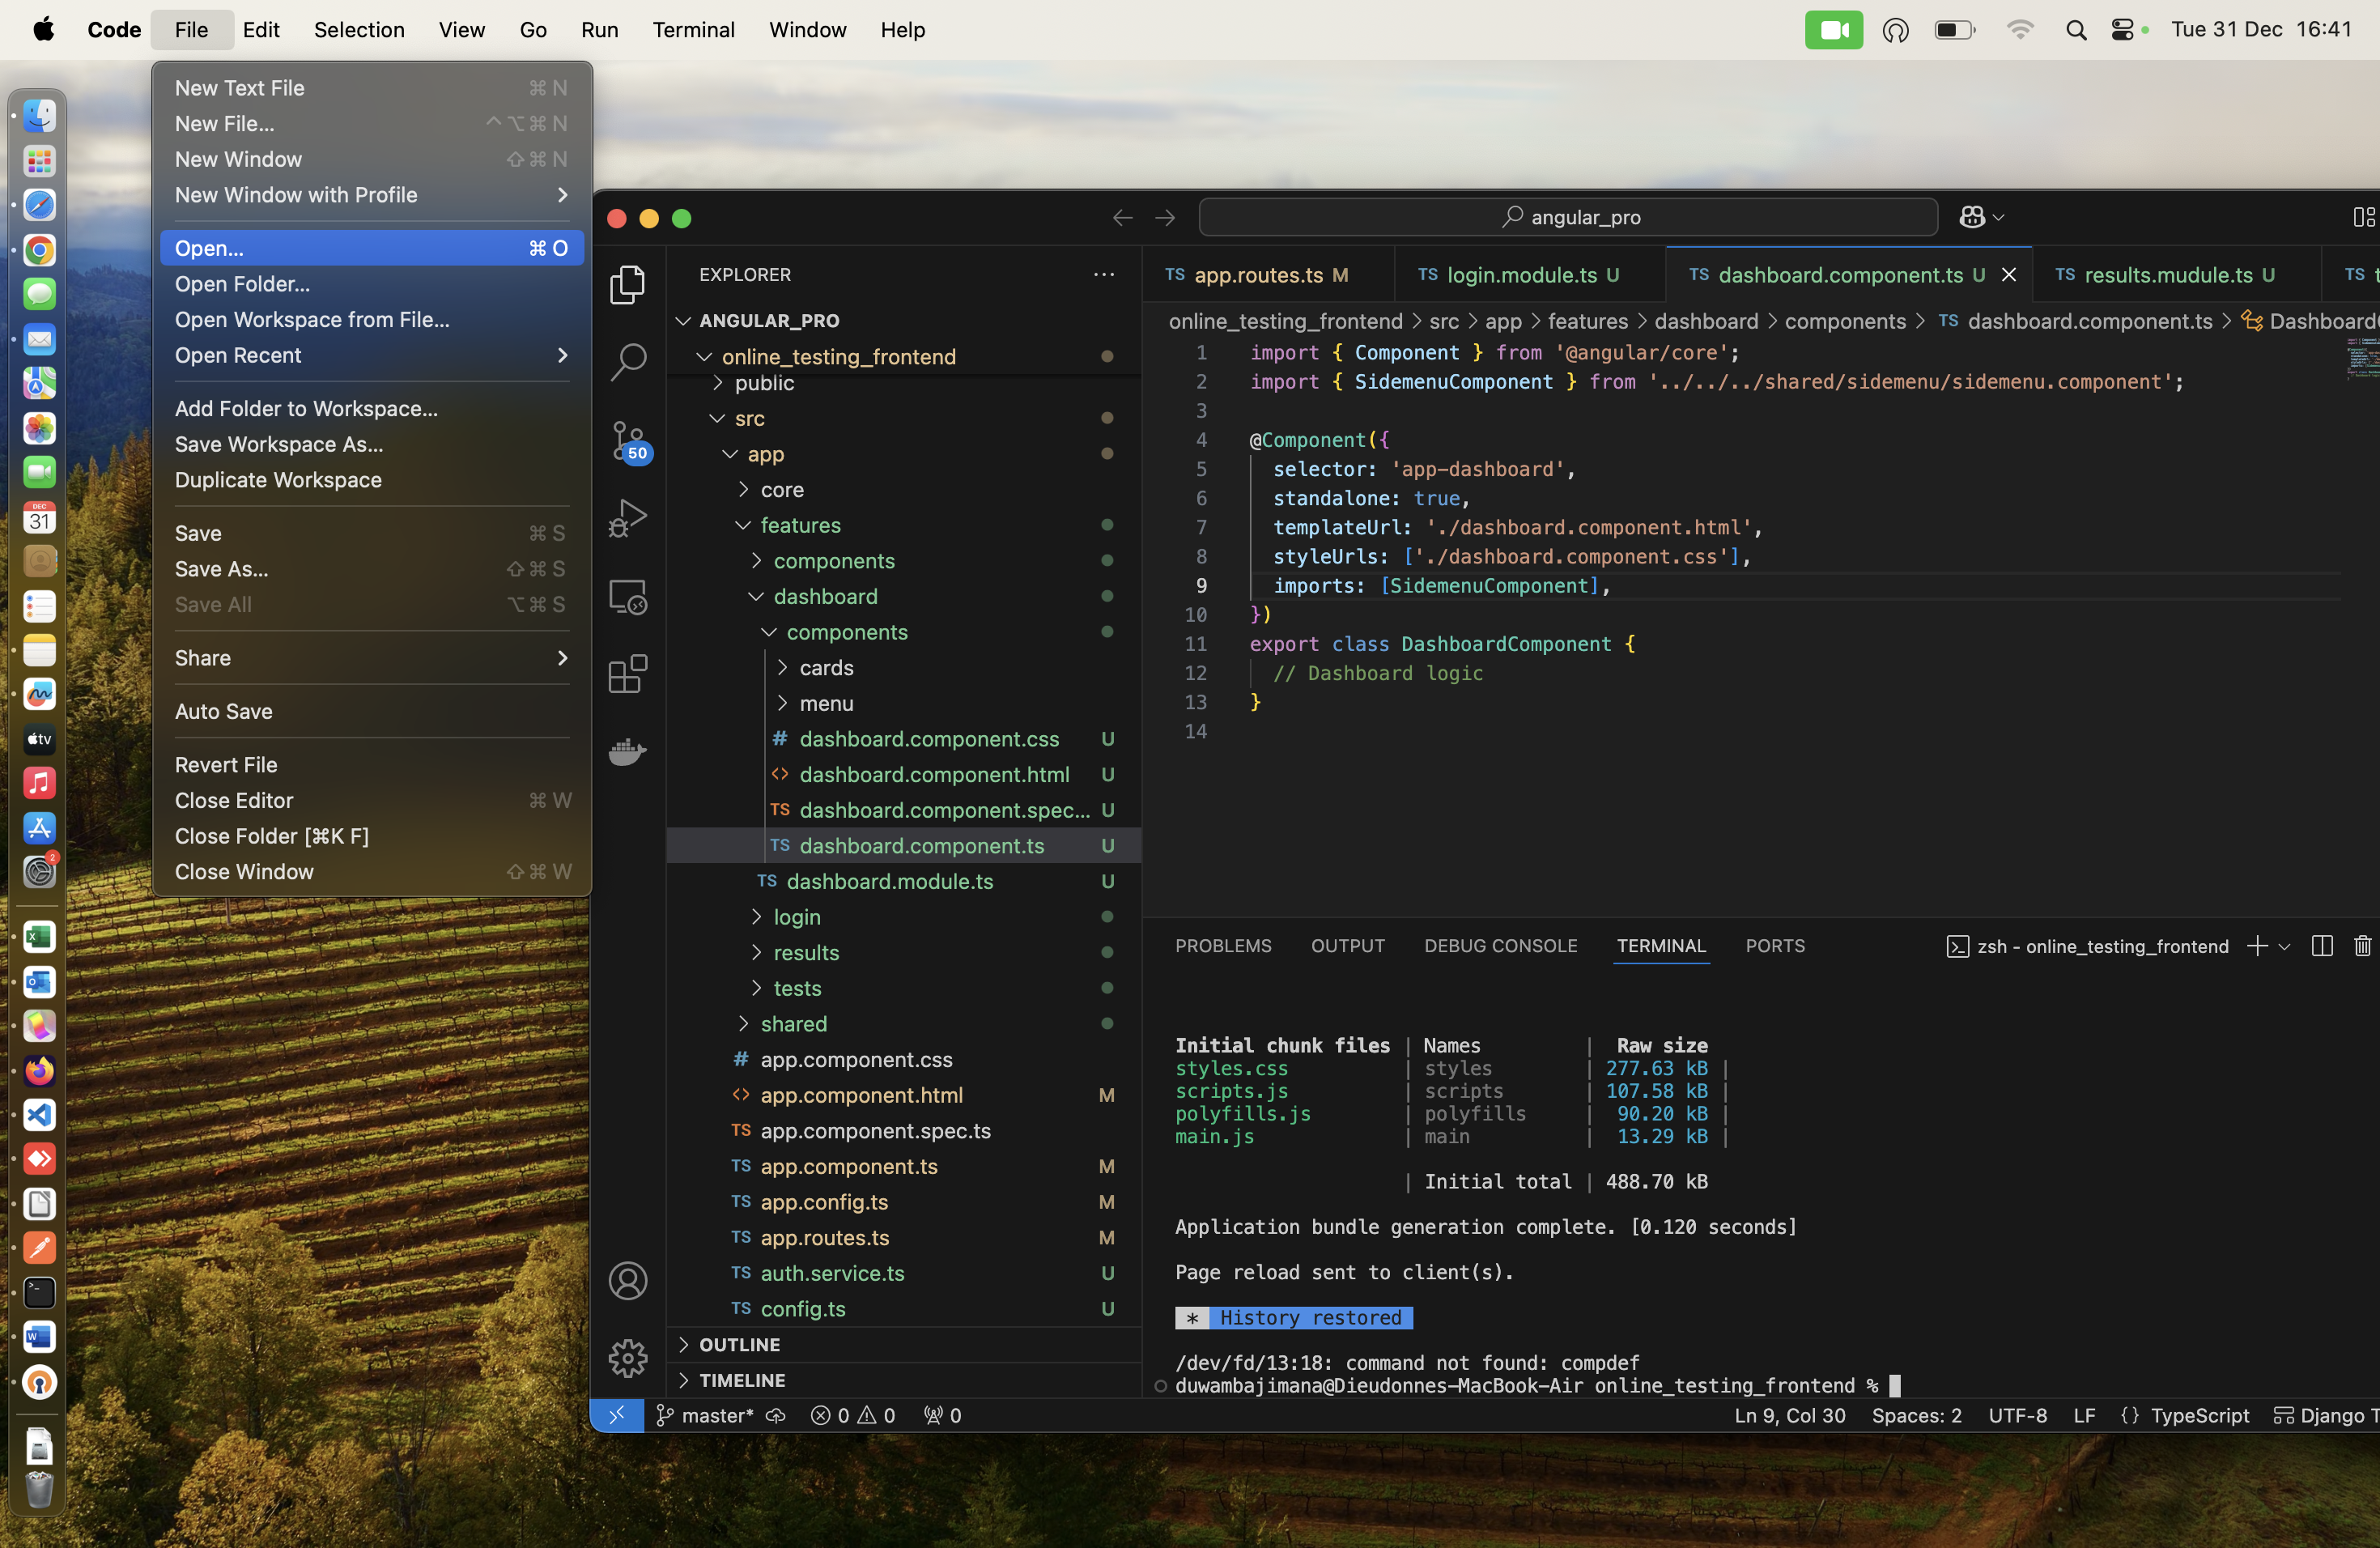 Code File Edit Selection View Go Run Terminal Window Help Tue 31 Dec 16:41
New Text File ⌘ N
New File... ^⌥⌘ N
New Window ⇧⌘ N
New Window with Profile
Open... ⌘ O
Open Folder...
Open Workspace from File...
Open Recent
Add Folder to Workspace...
Save Workspace As...
Duplicate Workspace
Save ⌘ S
Save As... ⇧⌘ S
Save All ⌥⌘ S
Share
Auto Save
Revert File
Close Editor ⌘ W
Close Folder [⌘K F]
Close Window ⇧⌘ W
DEC
31
tv
2
angular_pro
50
EXPLORER
ANGULAR_PRO
online_testing_frontend
public
src
app
core
features
components
dashboard
components
cards
menu
# dashboard.component.css U
<> dashboard.component.html U
TS dashboard.component.spec... U
TS dashboard.component.ts U
TS dashboard.module.ts U
login
results
tests
shared
# app.component.css
<> app.component.html M
TS app.component.spec.ts
TS app.component.ts M
TS app.config.ts M
TS app.routes.ts M
TS auth.service.ts U
TS config.ts U
OUTLINE
TIMELINE
TS app.routes.ts M TS login.module.ts U TS dashboard.component.ts U TS results.mudule.ts U TS t
online_testing_frontend > src > app > features > dashboard > components > TS dashboard.component.ts > Dashboard
1 import { Component } from '@angular/core';
2 import { SidemenuComponent } from '../../../shared/sidemenu/sidemenu.component';
3
4 @Component({
5 selector: 'app-dashboard',
6 standalone: true,
7 templateUrl: './dashboard.component.html',
8 styleUrls: ['./dashboard.component.css'],
9 imports: [SidemenuComponent],
10 })
11 export class DashboardComponent {
12 // Dashboard logic
13 }
14
PROBLEMS OUTPUT DEBUG CONSOLE TERMINAL PORTS zsh - online_testing_frontend
Initial chunk files | Names | Raw size
styles.css | styles | 277.63 kB |
scripts.js | scripts | 107.58 kB |
polyfills.js | polyfills | 90.20 kB |
main.js | main | 13.29 kB |
| Initial total | 488.70 kB
Application bundle generation complete. [0.120 seconds]
Page reload sent to client(s).
* History restored
/dev/fd/13:18: command not found: compdef
duwambajimana@Dieudonnes-MacBook-Air online_testing_frontend %
master* 0 0 0 Ln 9, Col 30 Spaces: 2 UTF-8 LF {} TypeScript Django T